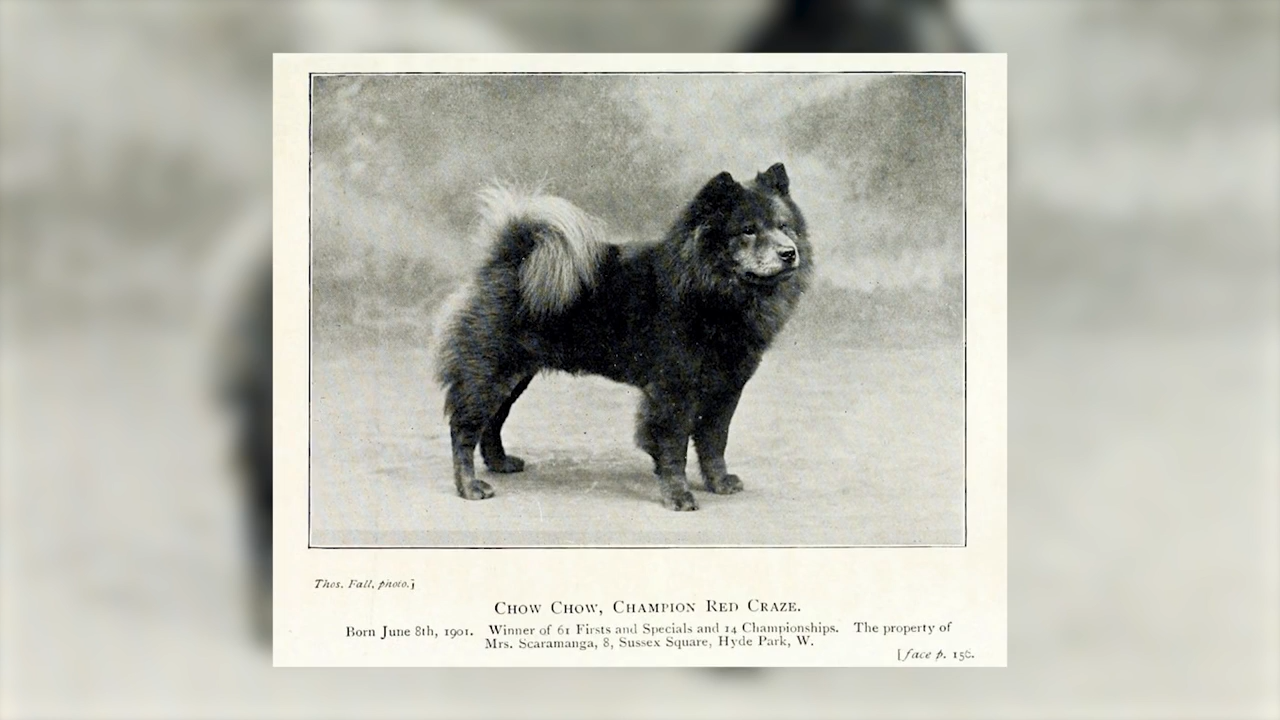 Thos. Fall, photo.]
CHOW CHOW, CHAMPION RED CRAZE.
Born June 8th, 1901. Winner of 61 Firsts and Specials and 14 Championships. The property of
Mrs. Scaramanga, 8, Sussex Square, Hyde Park, W.
[face p. 156.